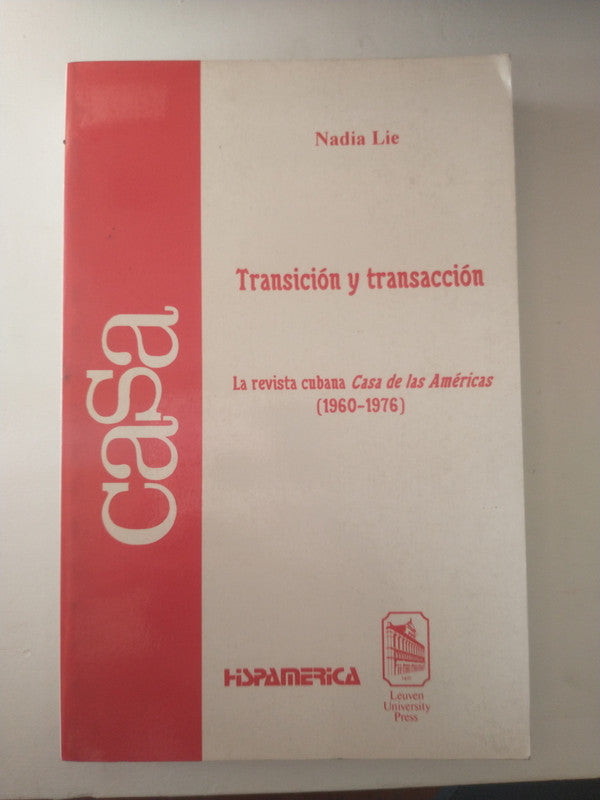 casa
Nadia Lie
Transición y transacción
La revista cubana Casa de las Américas
(1960-1976)
HISPAMERICA
Leuven
University
Press